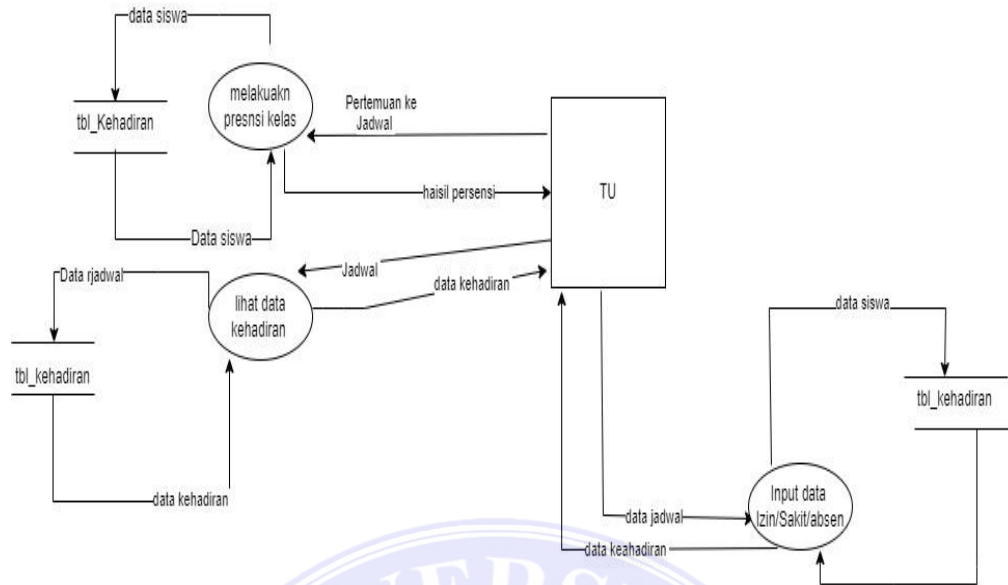 data siswa
melakuakn
presnsi kelas
tbl_Kehadiran
Pertemuan ke
Jadwal
haisil persensi
TU
Data siswa
Data rjadwal
Jadwal
data kehadiran
lihat data
kehadiran
tbl_kehadiran
data kehadiran
data siswa
tbl_kehadiran
Input data
Izin/Sakit/absen
data jadwal
data keahadiran